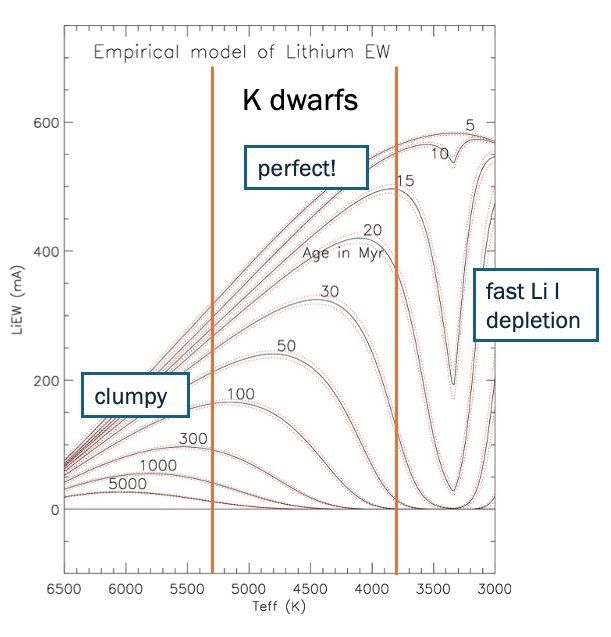 Empirical model of Lithium EW
K dwarfs
600
5
perfect!
10
15
20
400
Age in Myr
LiEW (mA)
30
fast Li I
depletion
50
200
clumpy
100
300
1000
5000
0
6500 6000 5500 5000 4500 4000 3500 3000
Teff (K)